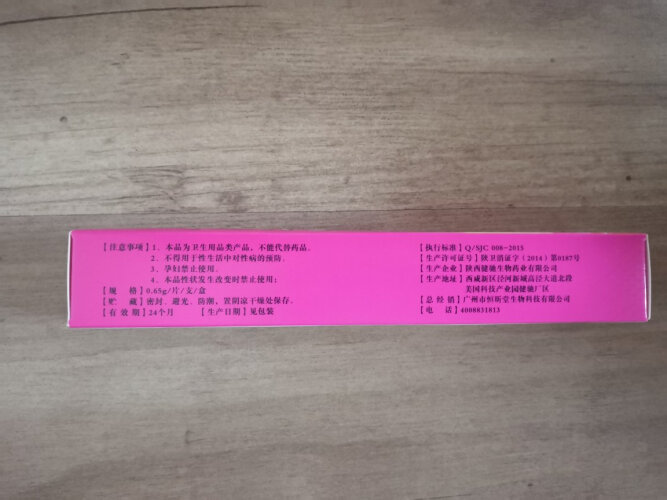 【注意事项】1. 本品为卫生用品类产品，不能代替药品。
2. 不得用于性生活中对性病的预防．
3. 孕妇禁止使用．
4. 本品性状发生改变时禁止使用；
【规　格】0.65g/片/支/盒
【贮　藏】密封、避光、防潮、置阴凉干燥处保存。
【有 效 期】24个月　【生产日期】见包装
【执行标准】Q/SJC 008-2015
【生产许可证号】陕卫消证字（2014）第0187号
【生产企业】陕西健驰生物药业有限公司
【生产地址】西咸新区泾河新城高泾大道北段
美国科技产业园健驰厂区
【总 经 销】广州市恒昕堂生物科技有限公司
【电　话】4008831813